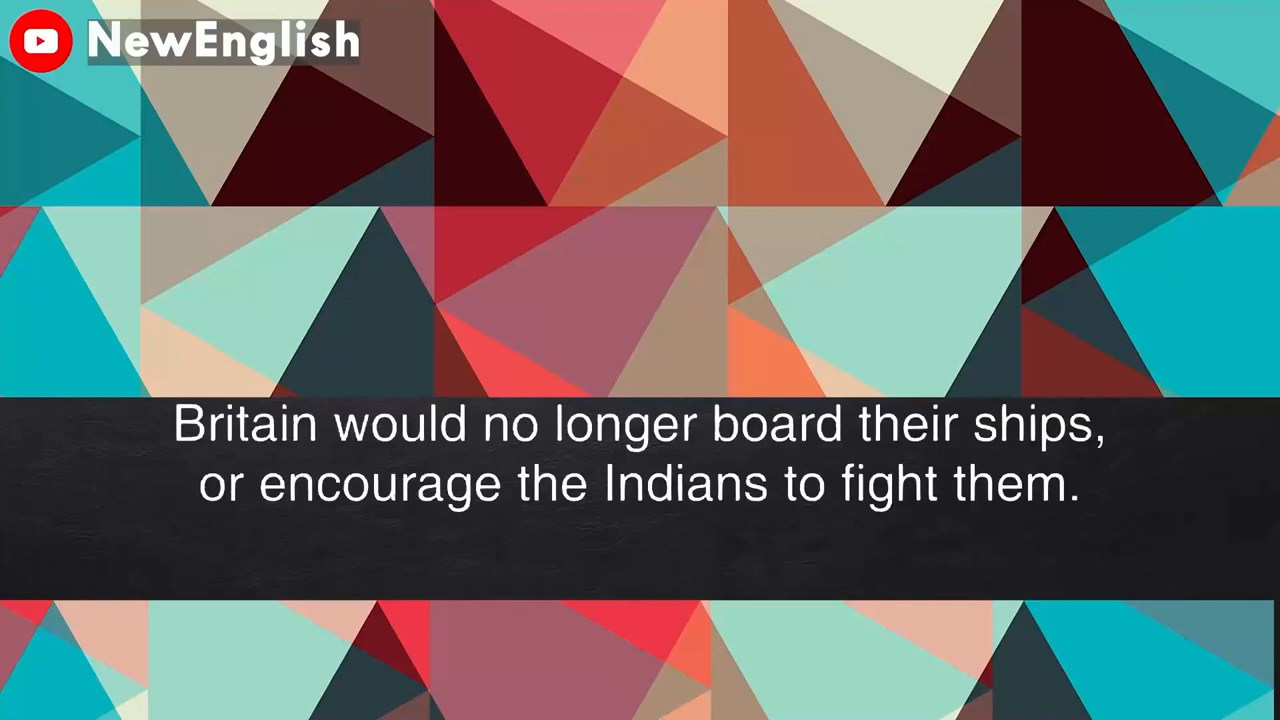 NewEnglish
Britain would no longer board their ships,
or encourage the Indians to fight them.